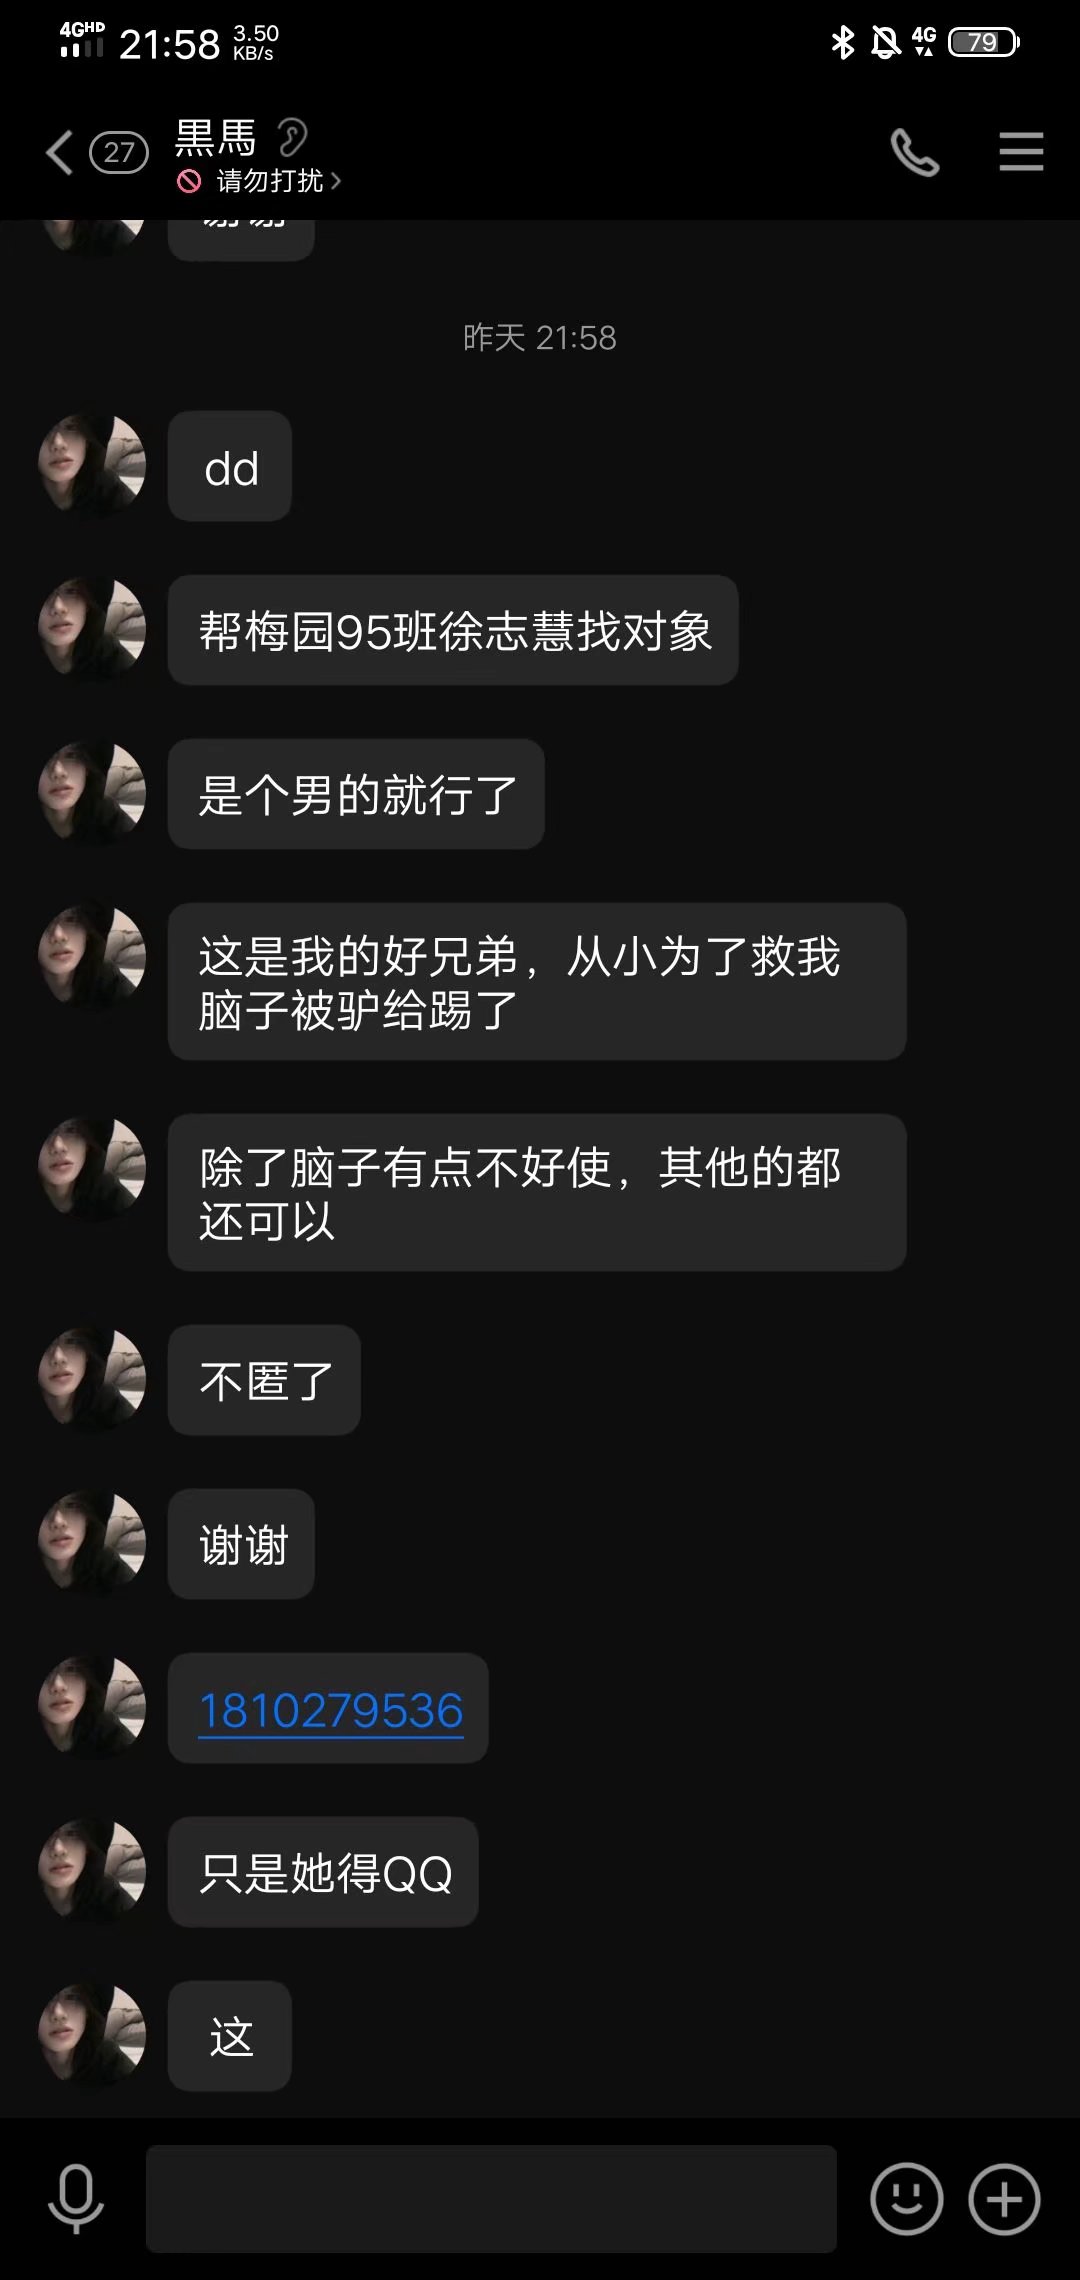 4GHD 21:58 3.50 KB/s 4G 79
27 黒馬
请勿打扰
谢谢
昨天 21:58
dd
帮梅园95班徐志慧找对象
是个男的就行了
这是我的好兄弟，从小为了救我
脑子被驴给踢了
除了脑子有点不好使，其他的都
还可以
不匿了
谢谢
1810279536
只是她得QQ
这